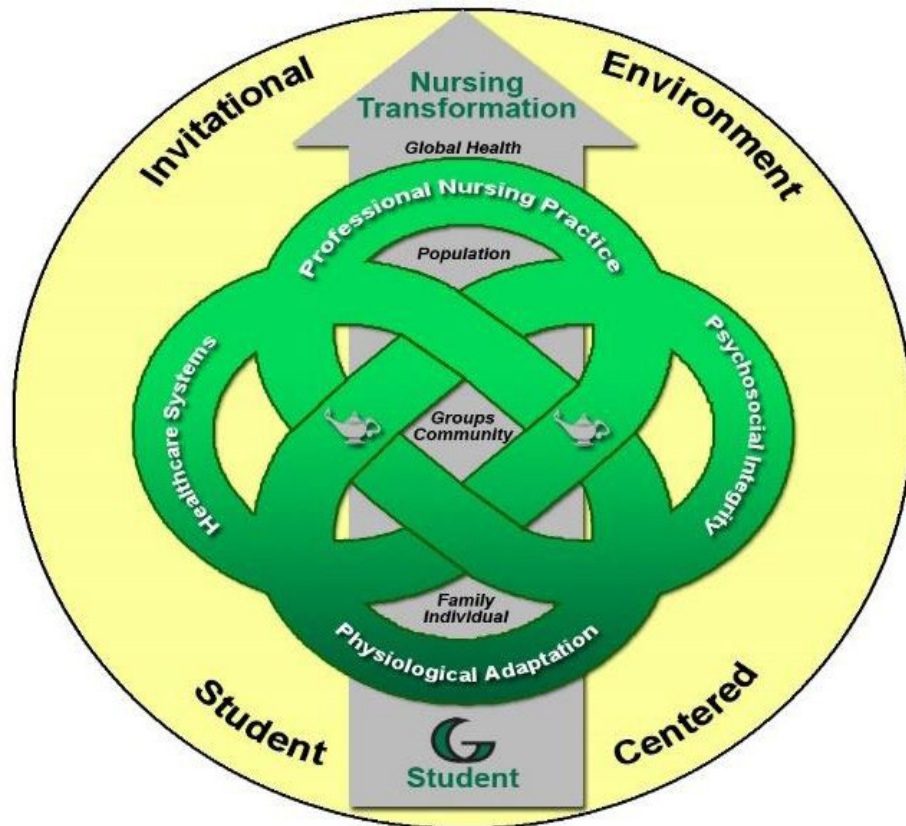 Invitational
Environment
Nursing
Transformation
Global Health
Professional Nursing Practice
Population
Healthcare Systems
Psychosocial Integrity
Groups
Community
Family
Individual
Physiological Adaptation
Student
Centered
G
Student